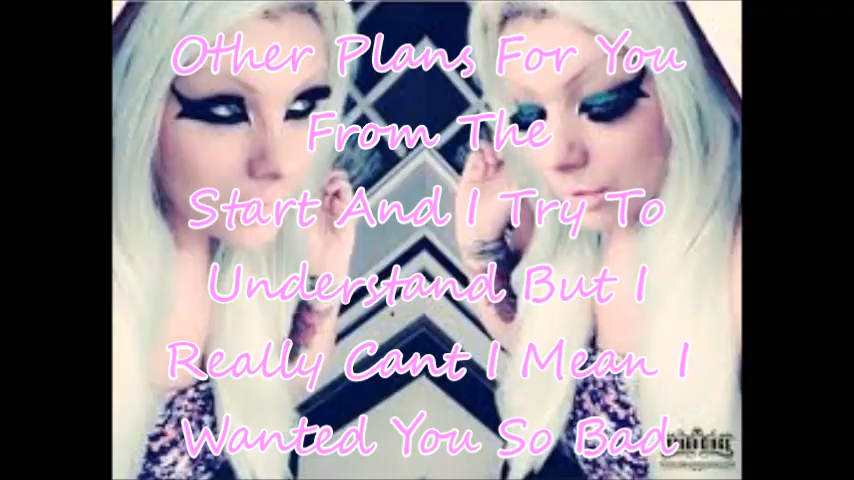 Other Plans For You
From The
Start And I Try To
Understand But I
Really Cant I Mean I
Wanted You So Bad